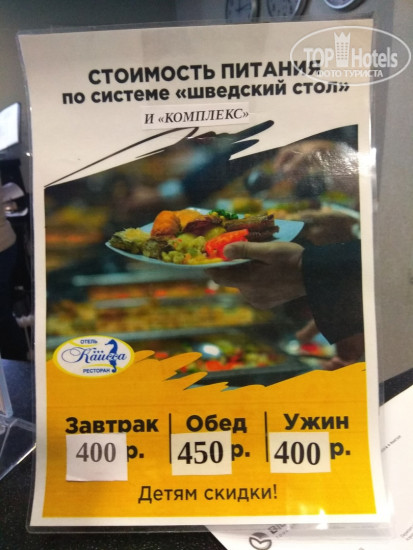 TOP Hotels
ФОТО ТУРИСТА
СТОИМОСТЬ ПИТАНИЯ
по системе «шведский стол»
И «КОМПЛЕКС»
ОТЕЛЬ
Кайсса
РЕСТОРАН
Завтрак Обед Ужин
400 р. 450 р. 400 р.
Детям скидки!